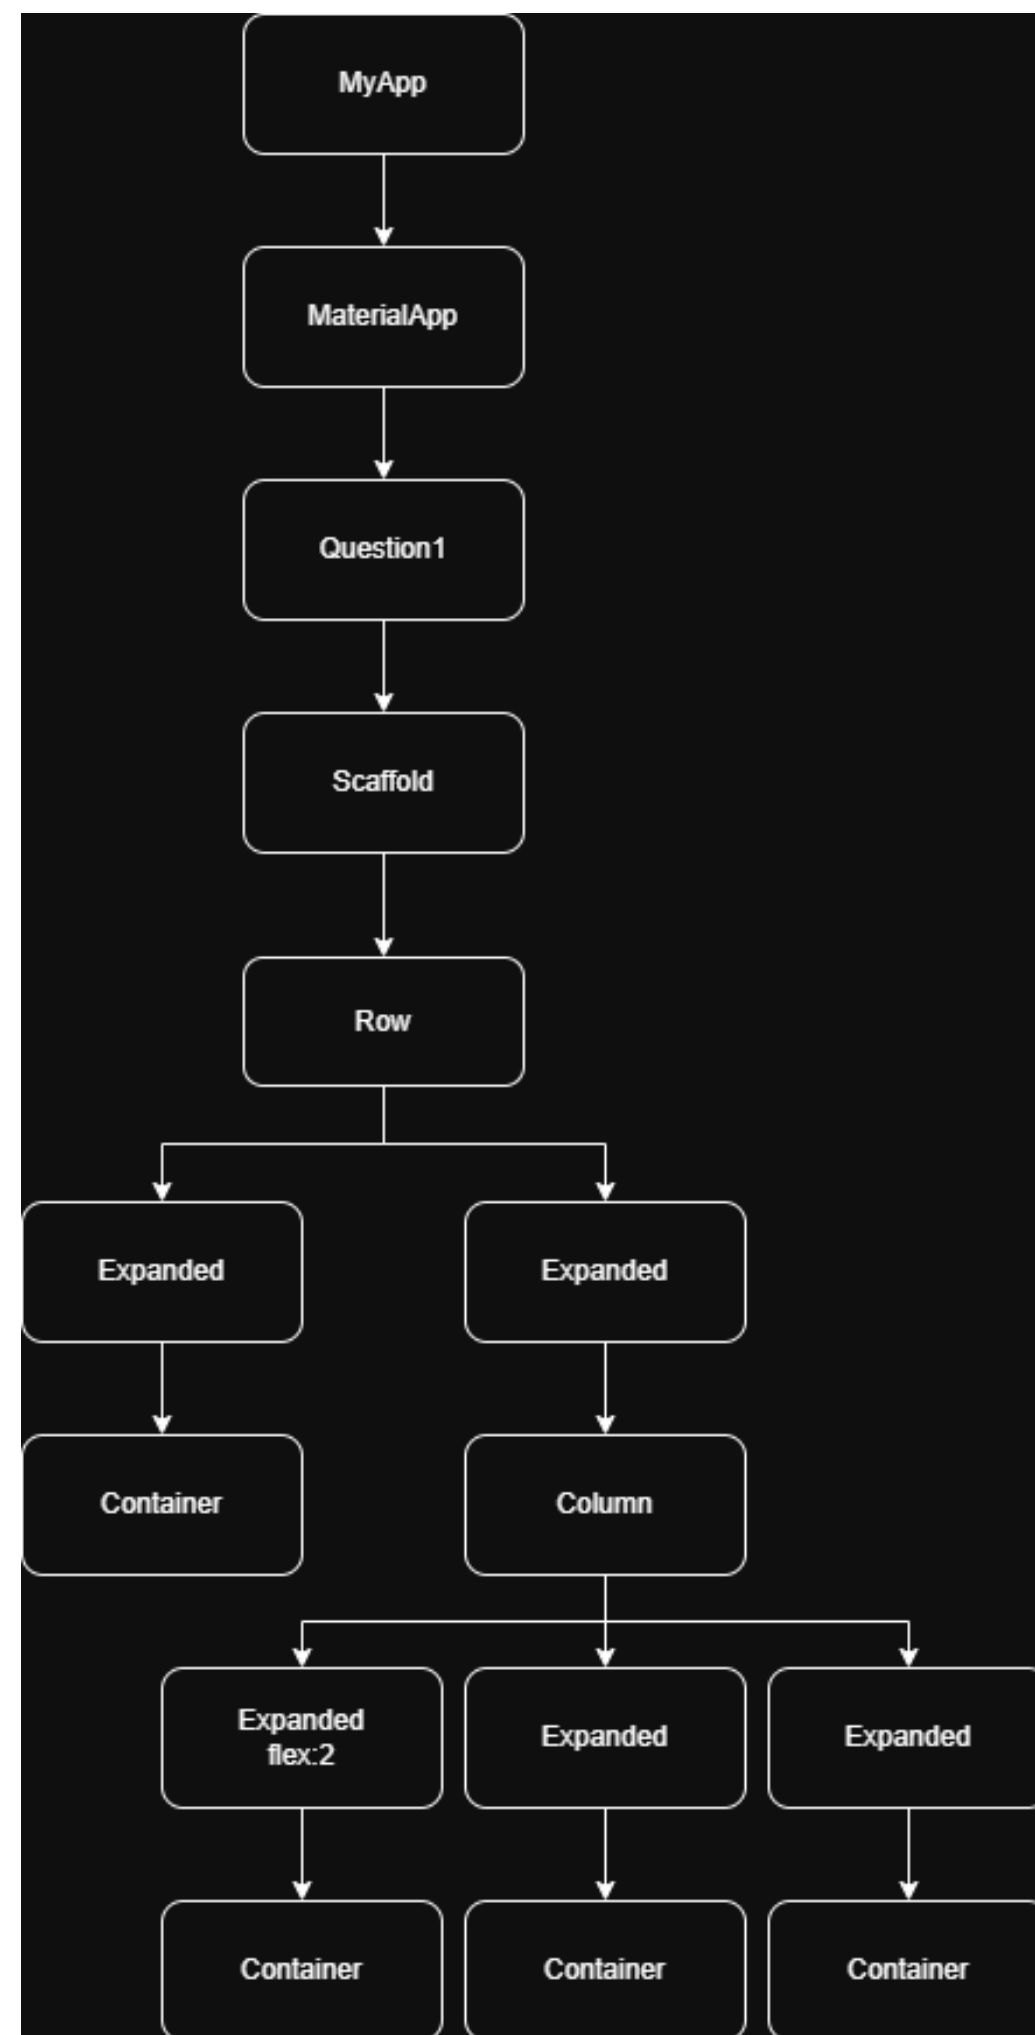 MyApp
MaterialApp
Question1
Scaffold
Row
Expanded
Expanded
Container
Column
Expanded
flex:2
Expanded
Expanded
Container
Container
Container